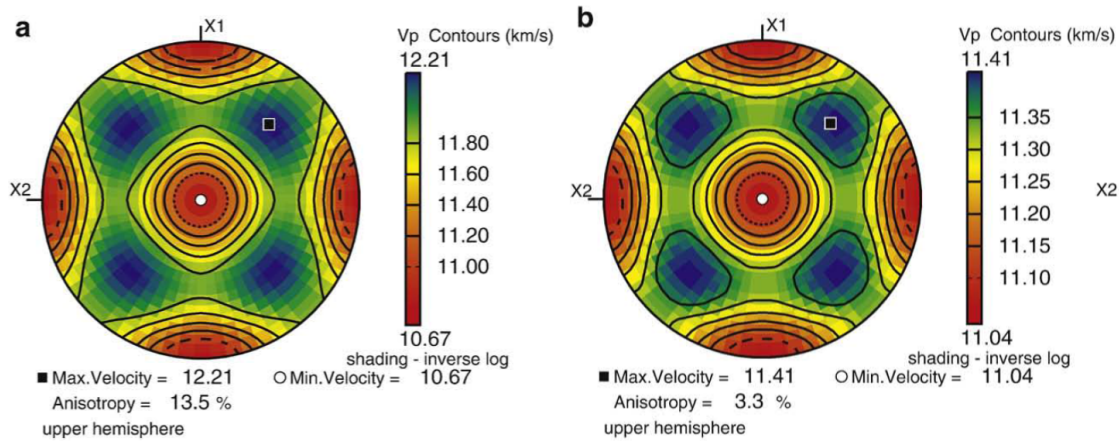 a
X1
Vp Contours (km/s)
12.21
11.80
11.60
11.40
11.20
11.00
10.67
X2
shading - inverse log
Max.Velocity = 12.21
Min.Velocity = 10.67
Anisotropy = 13.5 %
upper hemisphere
b
X1
Vp Contours (km/s)
11.41
11.35
11.30
11.25
11.20
11.15
11.10
11.04
X2
X2
shading - inverse log
Max.Velocity = 11.41
Min.Velocity = 11.04
Anisotropy = 3.3 %
upper hemisphere